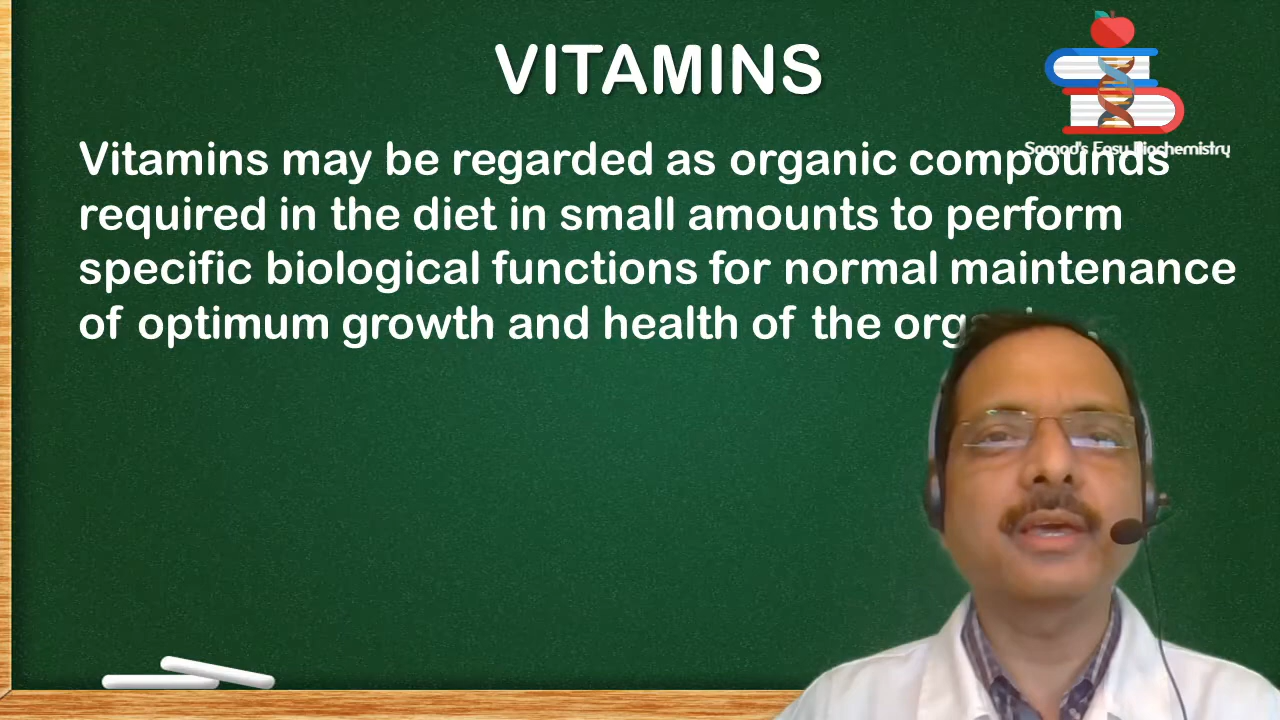 VITAMINS
Samad's Easy Biochemistry
Vitamins may be regarded as organic compounds
required in the diet in small amounts to perform
specific biological functions for normal maintenance
of optimum growth and health of the